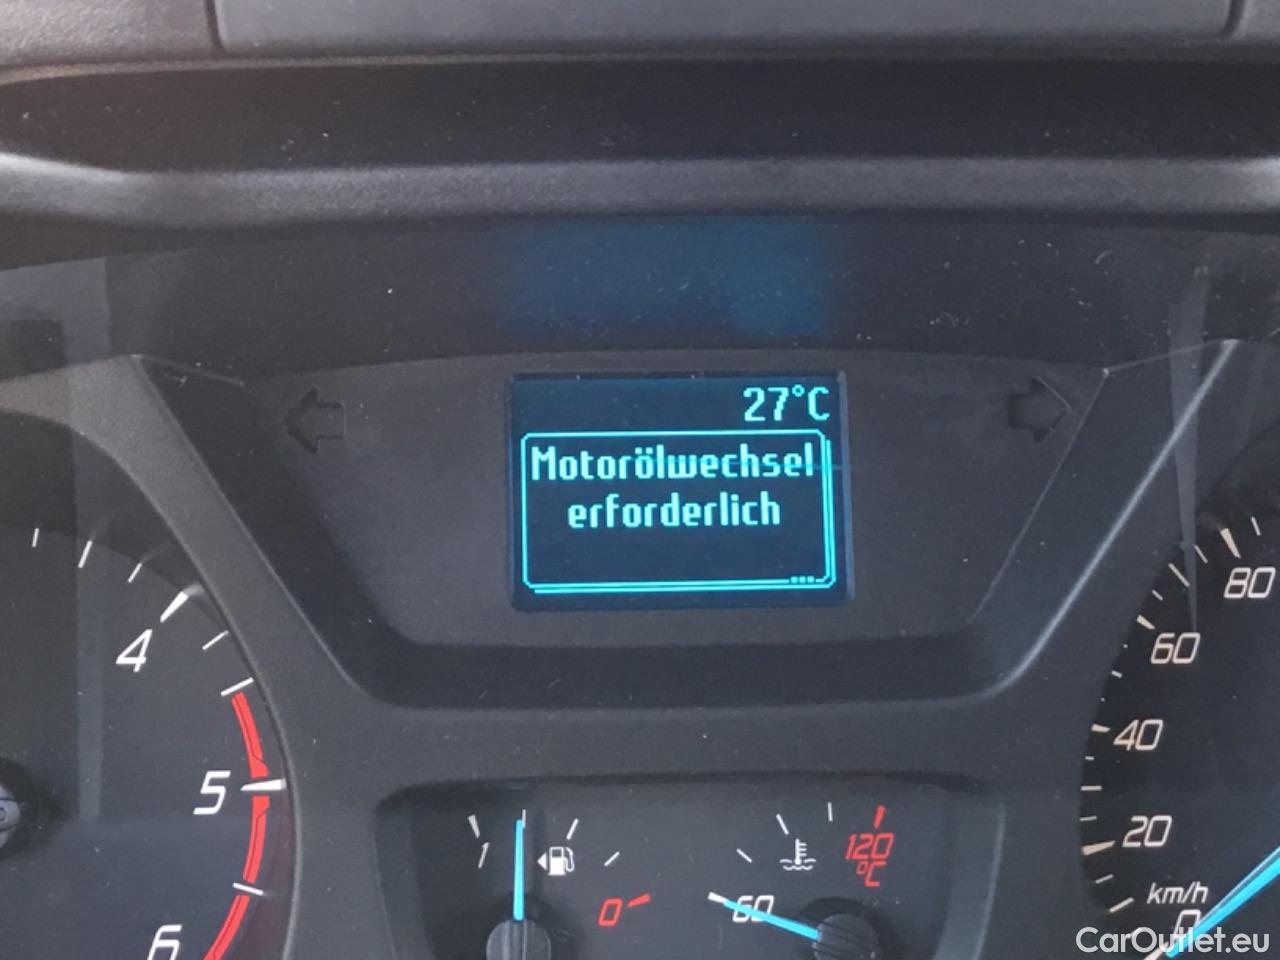 27°C
Motorölwechsel
erforderlich
...
4
5
6
1
0
60
120
°C
80
60
40
20
km/h
0
CarOutlet.eu